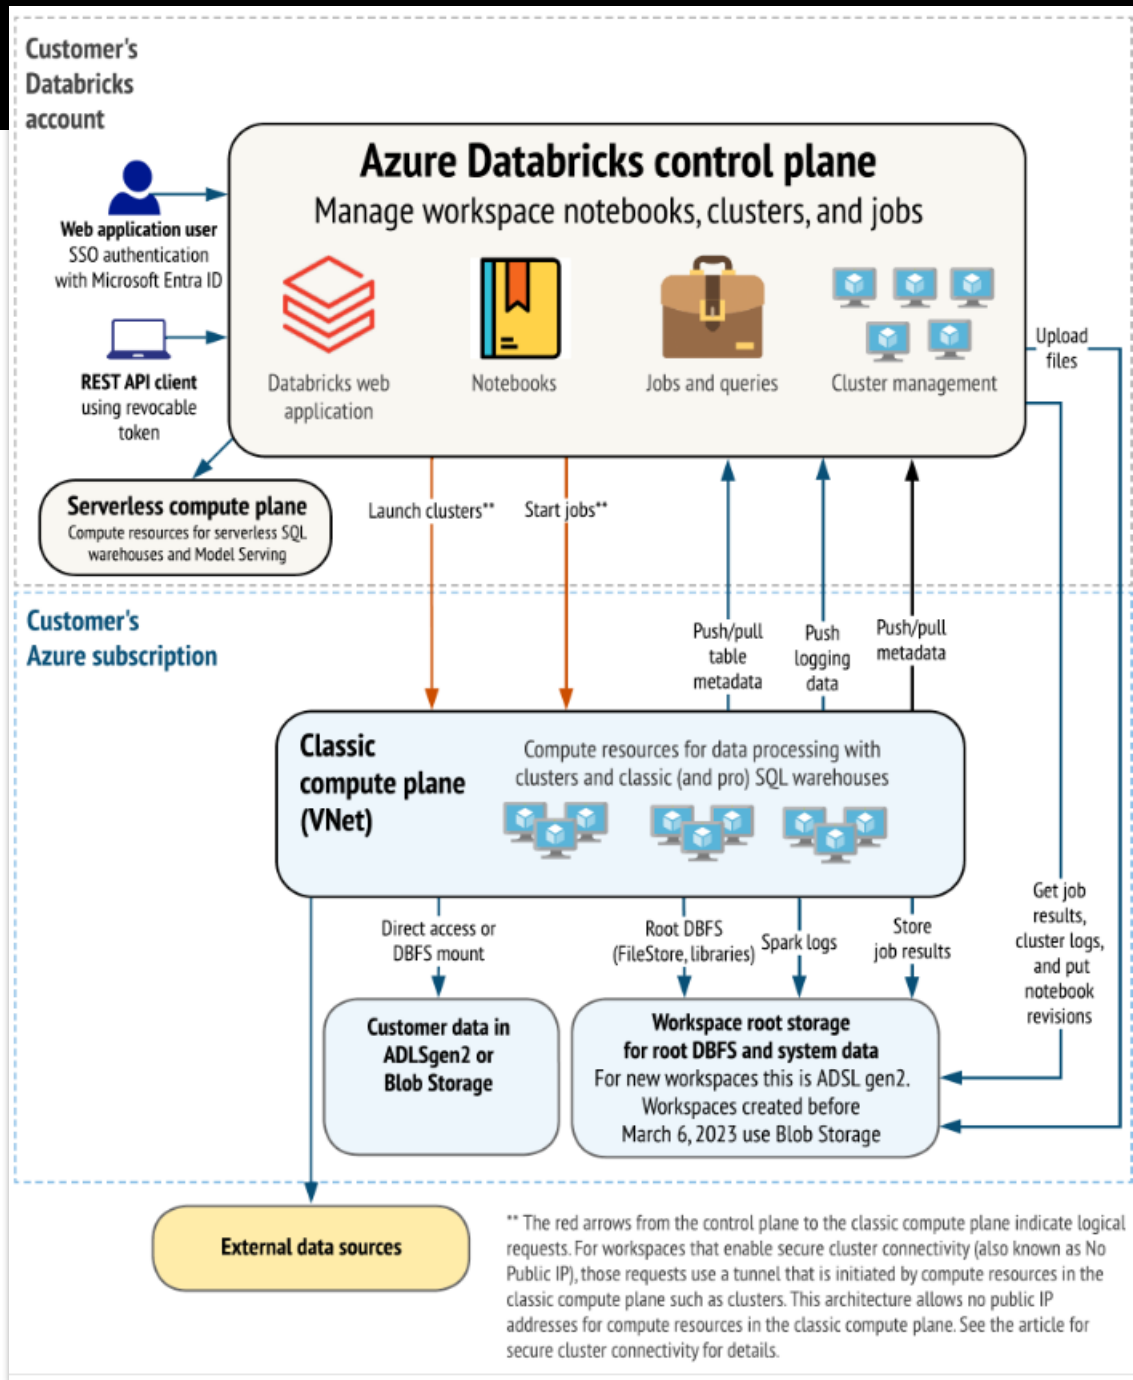 Customer's
Databricks
account
Azure Databricks control plane
Manage workspace notebooks, clusters, and jobs
Web application user
SSO authentication
with Microsoft Entra ID
REST API client
using revocable
token
Databricks web
application
Notebooks
Jobs and queries
Cluster management
Upload
files
Serverless compute plane
Compute resources for serverless SQL
warehouses and Model Serving
Launch clusters**
Start jobs**
Customer's
Azure subscription
Push/pull
table
metadata
Push
logging
data
Push/pull
metadata
Classic
compute plane
(VNet)
Compute resources for data processing with
clusters and classic (and pro) SQL warehouses
Direct access or
DBFS mount
Root DBFS
(FileStore, libraries)
Spark logs
Store
job results
Get job
results,
cluster logs,
and put
notebook
revisions
Customer data in
ADLSgen2 or
Blob Storage
Workspace root storage
for root DBFS and system data
For new workspaces this is ADSL gen2.
Workspaces created before
March 6, 2023 use Blob Storage
External data sources
** The red arrows from the control plane to the classic compute plane indicate logical
requests. For workspaces that enable secure cluster connectivity (also known as No
Public IP), those requests use a tunnel that is initiated by compute resources in the
classic compute plane such as clusters. This architecture allows no public IP
addresses for compute resources in the classic compute plane. See the article for
secure cluster connectivity for details.